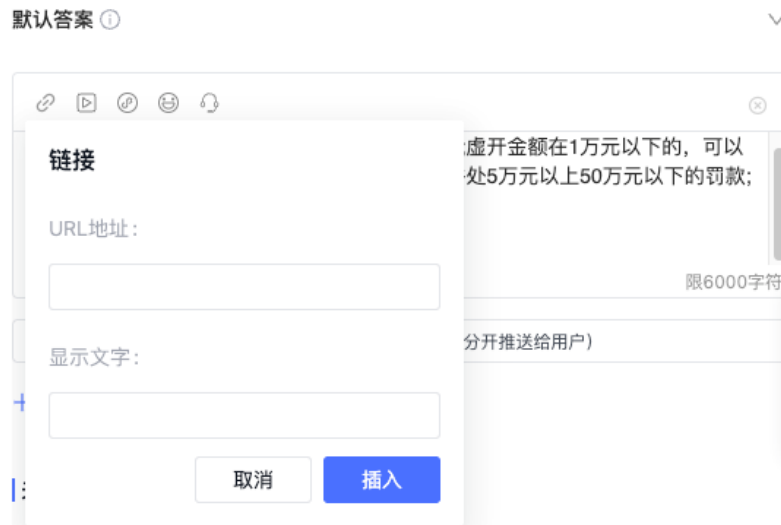 默认答案
链接
虚开金额在1万元以下的，可以
处5万元以上50万元以下的罚款;
URL地址：
限6000字符
显示文字：
分开推送给用户）
取消
插入